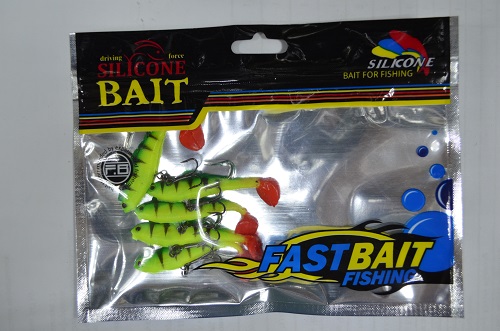 driving force
SILICONE
BAIT
SILICONE
BAIT FOR FISHING
F.B
FASTBAIT
FISHING